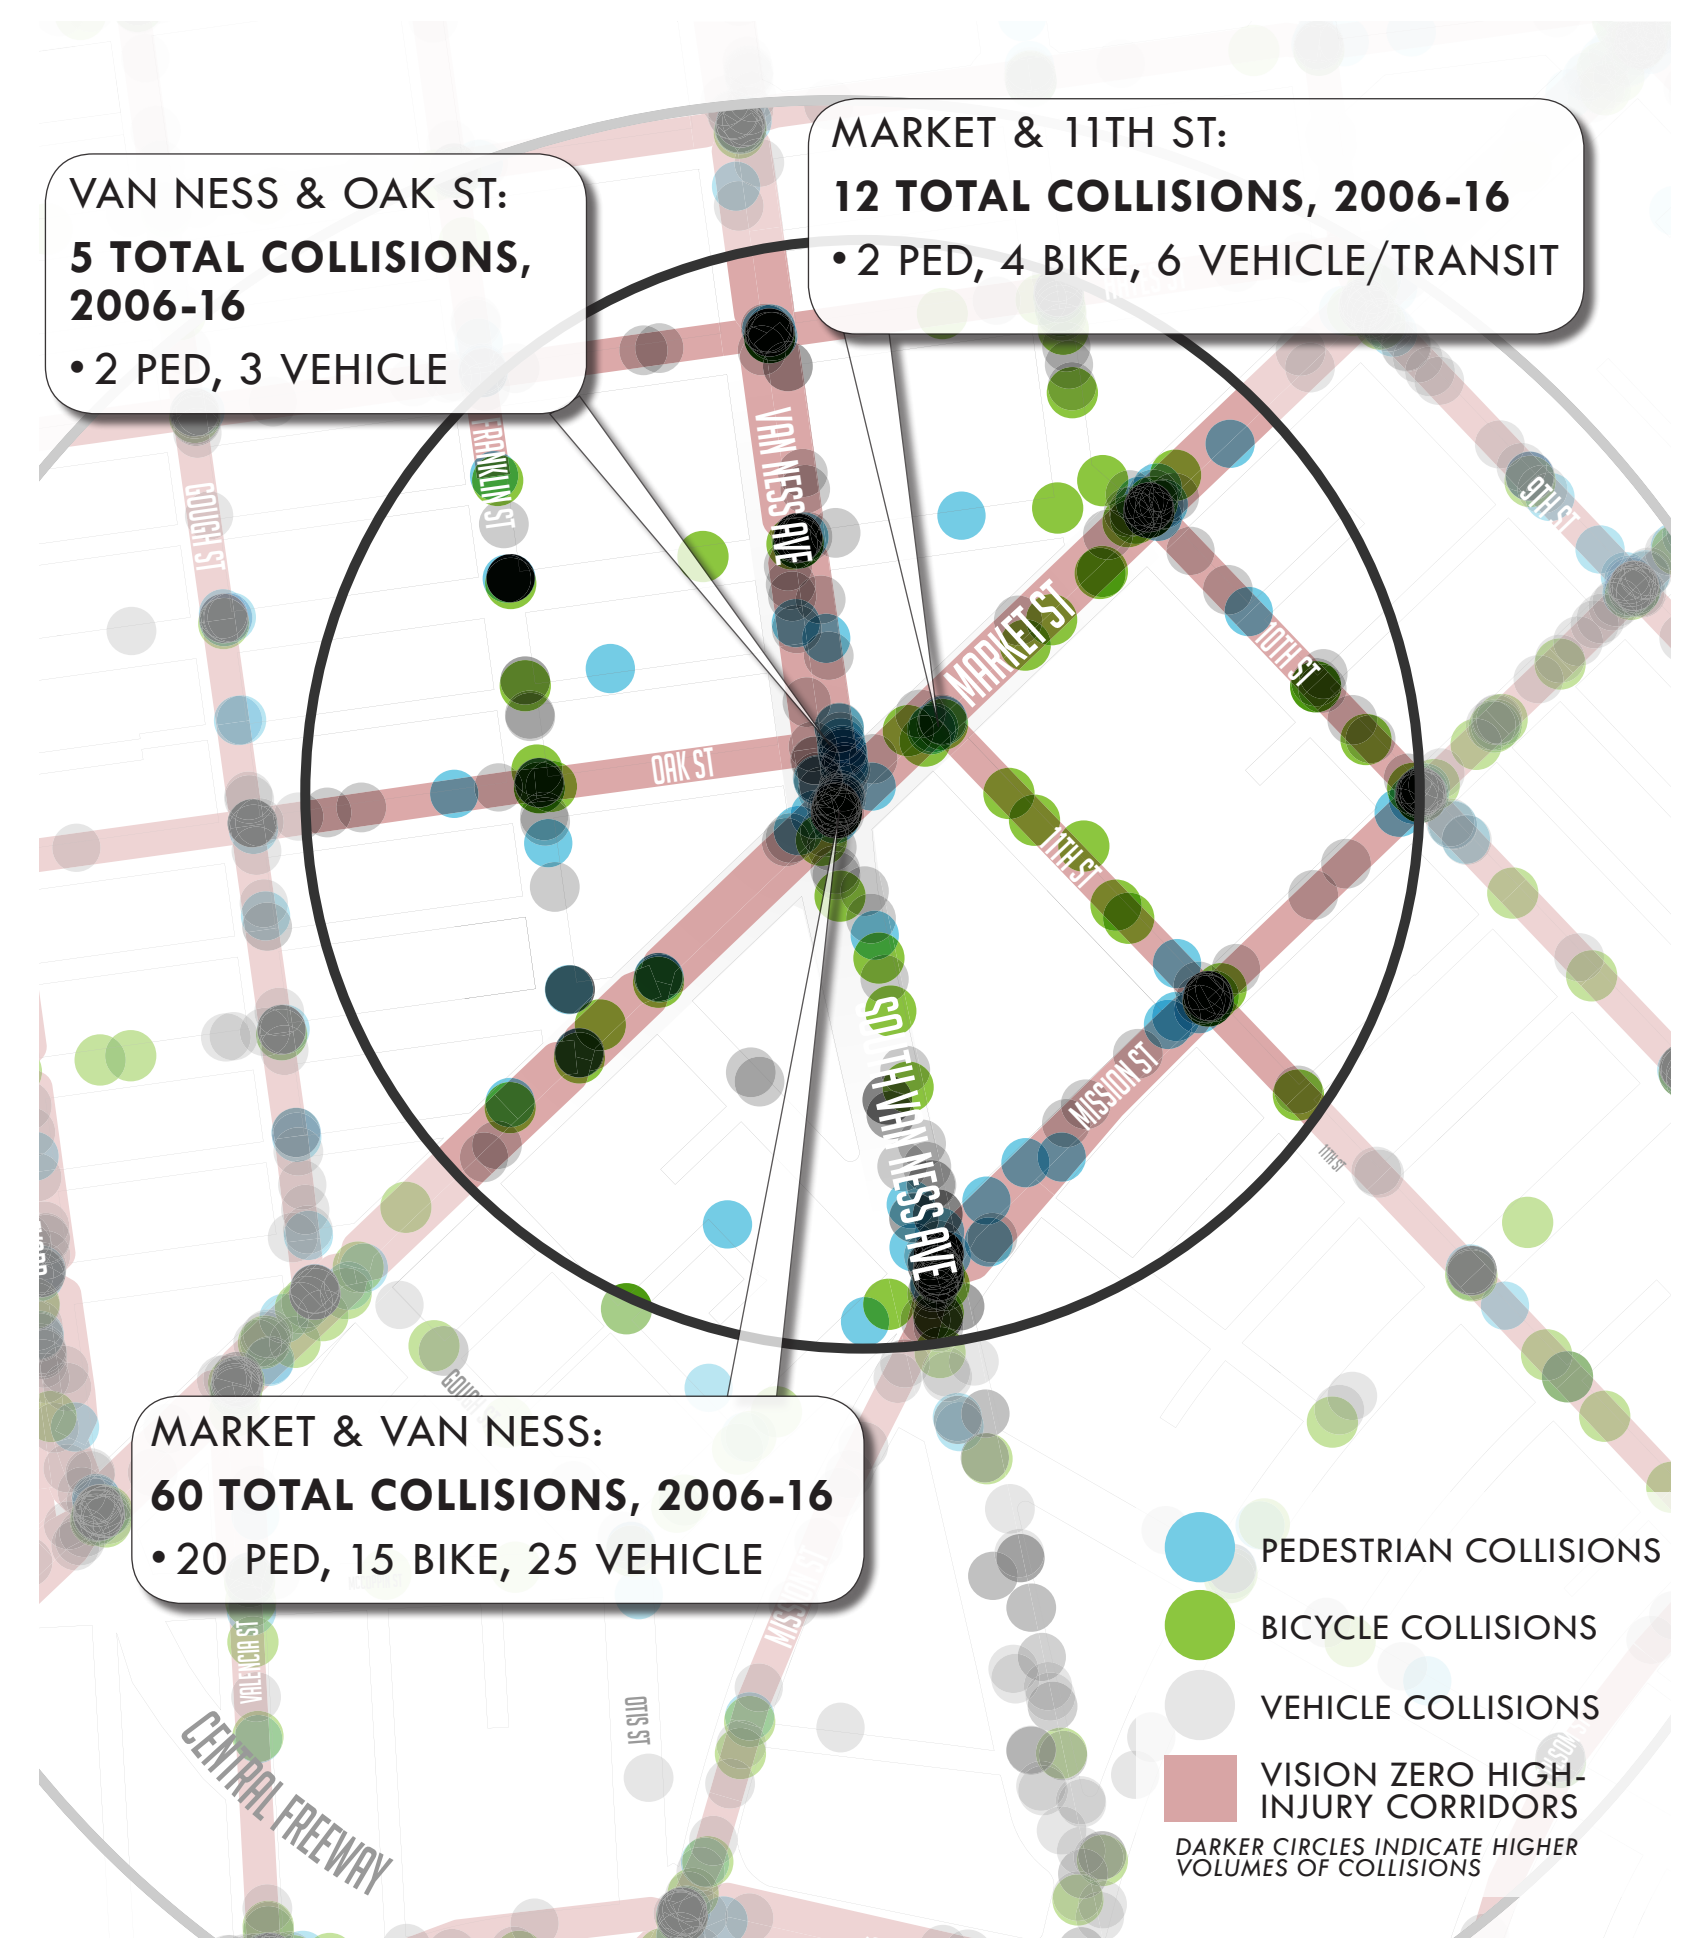 MARKET & 11TH ST:
12 TOTAL COLLISIONS, 2006-16
• 2 PED, 4 BIKE, 6 VEHICLE/TRANSIT
VAN NESS & OAK ST:
5 TOTAL COLLISIONS,
2006-16
• 2 PED, 3 VEHICLE
FRANKLIN ST
VAN NESS AVE
GOUGH ST
9TH ST
MARKET ST
10TH ST
OAK ST
11TH ST
SOUTH VAN NESS AVE
MISSION ST
11TH ST
MARKET & VAN NESS:
60 TOTAL COLLISIONS, 2006-16
• 20 PED, 15 BIKE, 25 VEHICLE
MISSION ST
VALENCIA ST
OTIS ST
CENTRAL FREEWAY
PEDESTRIAN COLLISIONS
BICYCLE COLLISIONS
VEHICLE COLLISIONS
VISION ZERO HIGH-
INJURY CORRIDORS
DARKER CIRCLES INDICATE HIGHER
VOLUMES OF COLLISIONS